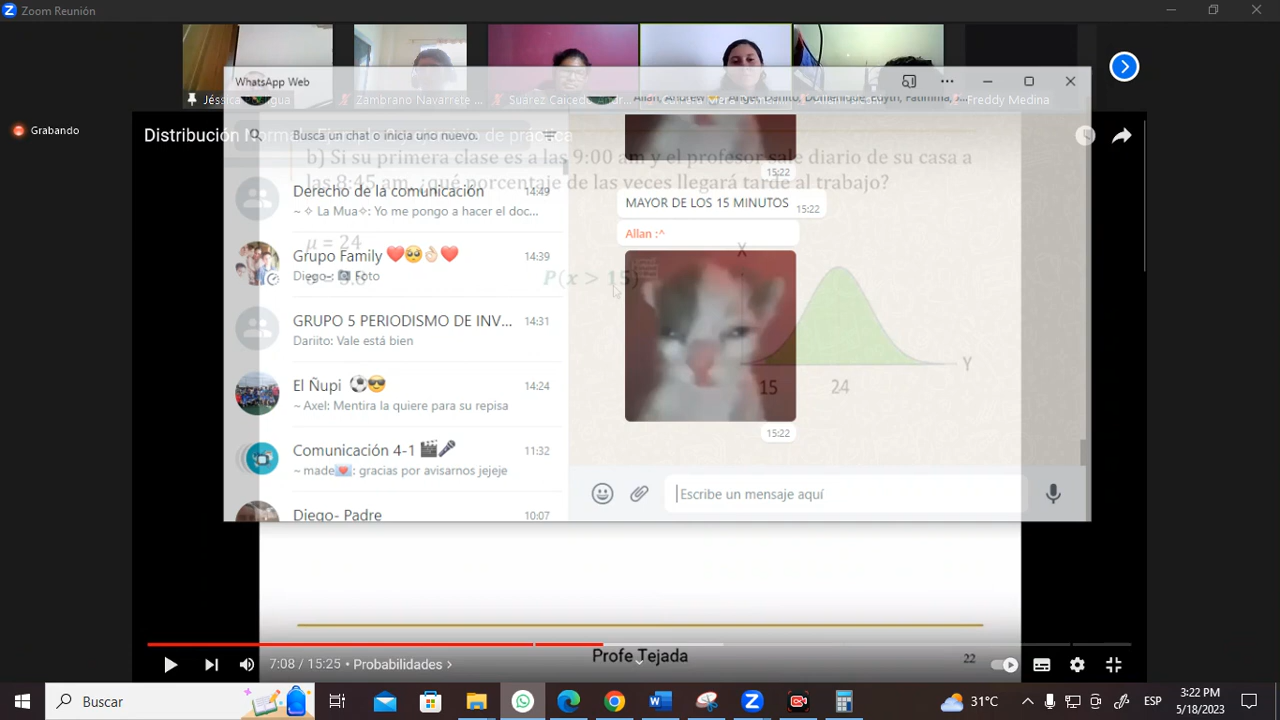 Zoom Reunión
WhatsApp Web
Zambrano Navarrete ...
Freddy Medina
Grabando
Busca un chat o inicia uno nuevo.
b) Si su primera clase es a las 9:00 am y el profesor sale diario de su casa a
las 8:45 am, ¿qué porcentaje de las veces llegará tarde al trabajo?
μ = 24
P(x > 15)
X
Y
15
24
Derecho de la comunicación 14:49
~ ✧ La Mua✧: Yo me pongo a hacer el doc...
Grupo Family ❤️🥺👌🏻❤️ 14:39
Diego-: 📷 Foto
GRUPO 5 PERIODISMO DE INV... 14:31
Dariito: Vale está bien
El Ñupi ⚽😎 14:24
~ Axel: Mentira la quiere para su repisa
Comunicación 4-1 🎬🎤 11:32
~ made💟: gracias por avisarnos jejeje
Diego- Padre 10:07
15:22
MAYOR DE LOS 15 MINUTOS 15:22
Allan :^
15:22
Escribe un mensaje aquí
Profe Tejada
22
7:08 / 15:25 • Probabilidades >
Buscar
31°C
ESP
3:22 PM
5/18/2023